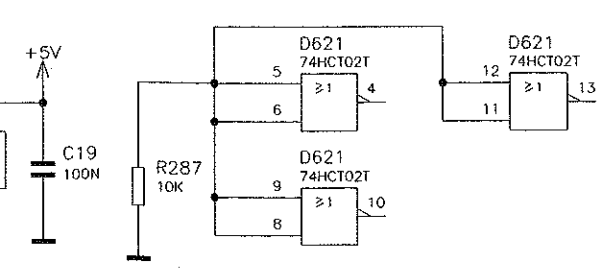 +5V
C19
100N
R287
10K
D621
74HCT02T
5
≥1
4
6
D621
74HCT02T
9
≥1
10
8
D621
74HCT02T
12
≥1
13
11